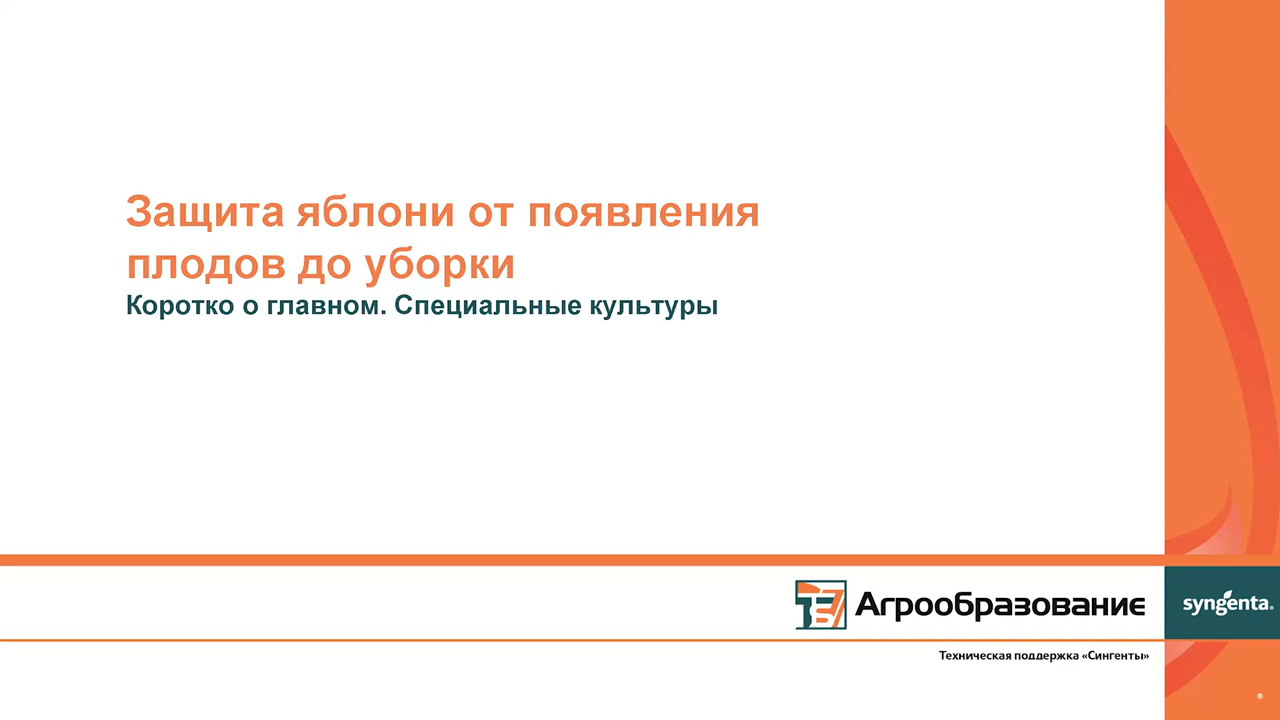 Защита яблони от появления
плодов до уборки
Коротко о главном. Специальные культуры
Агрообразование
syngenta
Техническая поддержка «Сингенты»